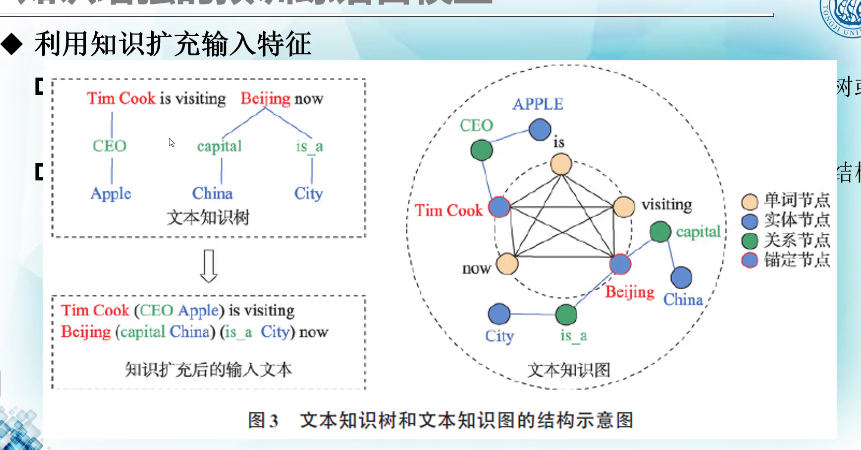 ◆ 利用知识扩充输入特征
Tim Cook is visiting Beijing now
CEO capital is_a
Apple China City
文本知识树
Tim Cook (CEO Apple) is visiting
Beijing (capital China) (is_a City) now
知识扩充后的输入文本
APPLE
CEO
is
Tim Cook
visiting
capital
now
Beijing
China
City
is_a
文本知识图
单词节点
实体节点
关系节点
锚定节点
图3 文本知识树和文本知识图的结构示意图